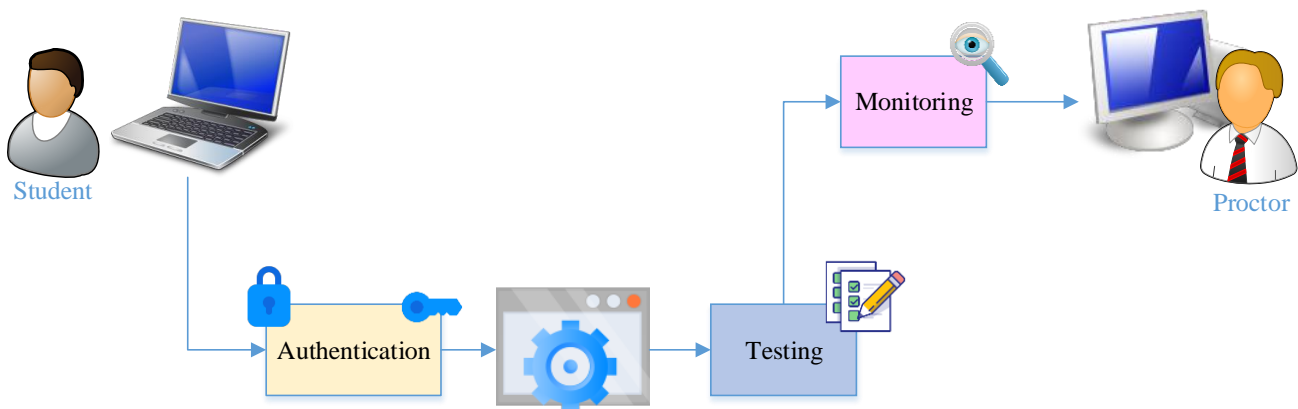 Student
Authentication
Testing
Monitoring
Proctor